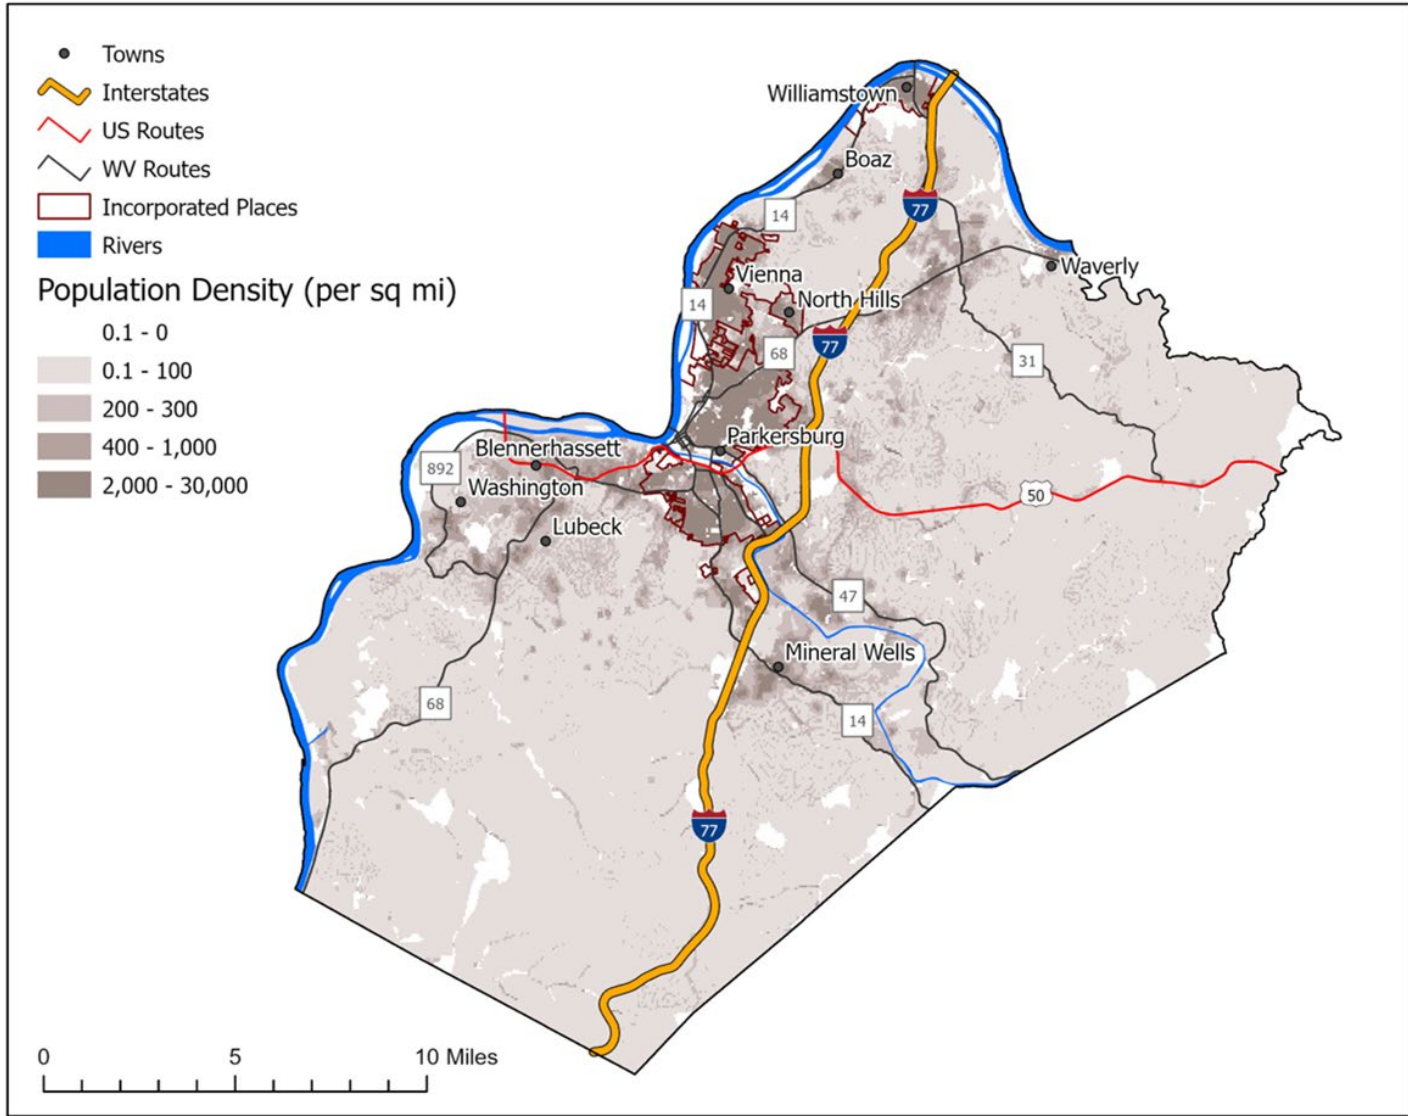 Towns
Interstates
US Routes
WV Routes
Incorporated Places
Rivers
Population Density (per sq mi)
0.1 - 0
0.1 - 100
200 - 300
400 - 1,000
2,000 - 30,000
Williamstown
Boaz
77
14
Waverly
Vienna
North Hills
14
68
77
31
Parkersburg
Blennerhassett
892
Washington
50
Lubeck
47
Mineral Wells
68
14
77
0 5 10 Miles